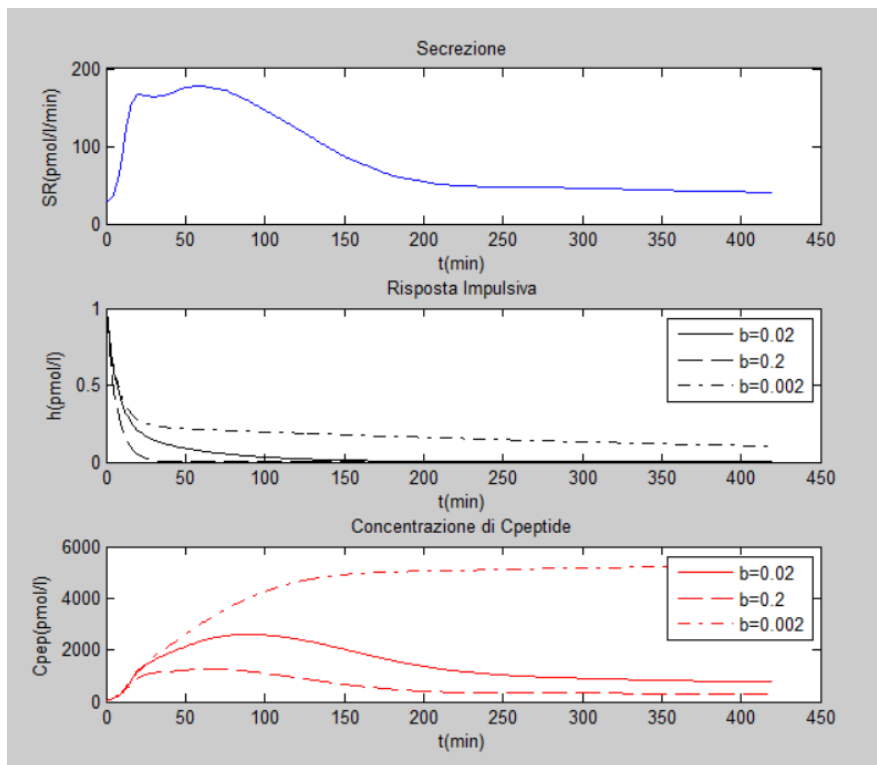 Secrezione
200
100
0
SR(pmol/l/min)
0 50 100 150 200 250 300 350 400 450
t(min)
Risposta Impulsiva
1
0.5
0
h(pmol/l)
b=0.02
b=0.2
b=0.002
0 50 100 150 200 250 300 350 400 450
t(min)
Concentrazione di Cpeptide
6000
4000
2000
0
Cpep(pmol/l)
b=0.02
b=0.2
b=0.002
0 50 100 150 200 250 300 350 400 450
t(min)